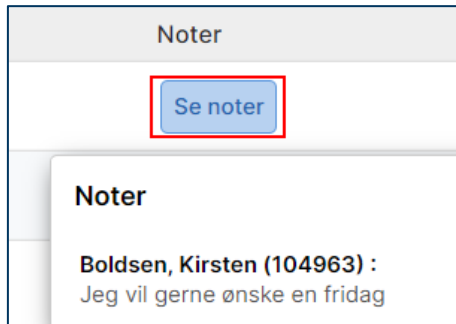 Noter
Se noter
Noter
Boldsen, Kirsten (104963) :
Jeg vil gerne ønske en fridag